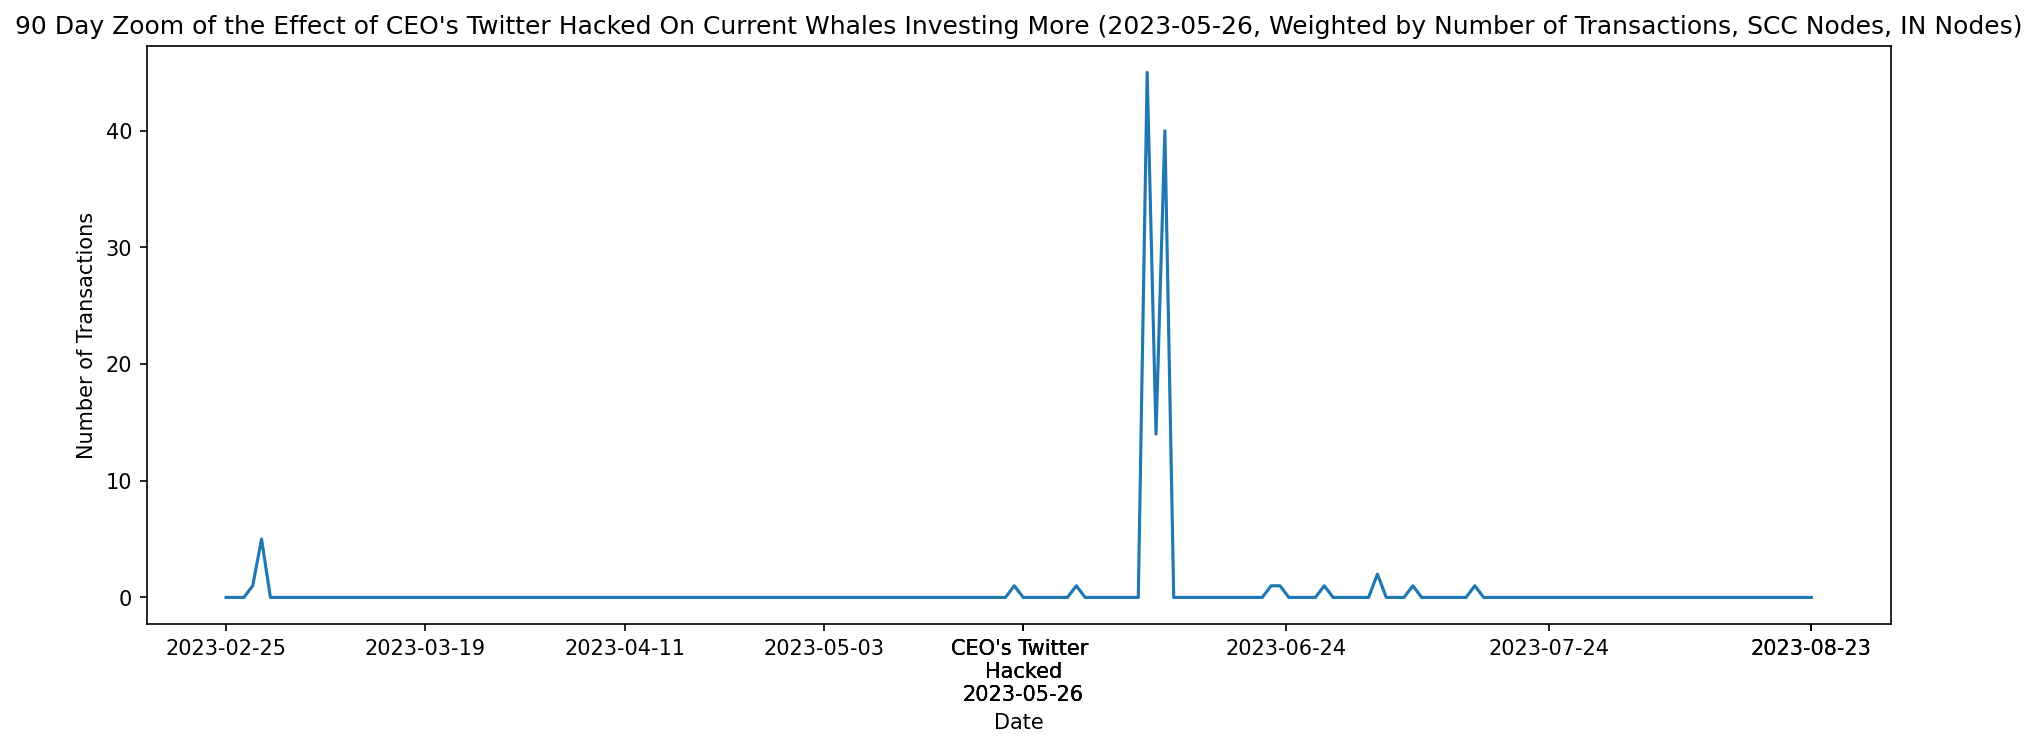 90 Day Zoom of the Effect of CEO's Twitter Hacked On Current Whales Investing More (2023-05-26, Weighted by Number of Transactions, SCC Nodes, IN Nodes)
Number of Transactions
40
30
20
10
0
2023-02-25
2023-03-19
2023-04-11
2023-05-03
CEO's Twitter
Hacked
2023-05-26
2023-06-24
2023-07-24
2023-08-23
Date